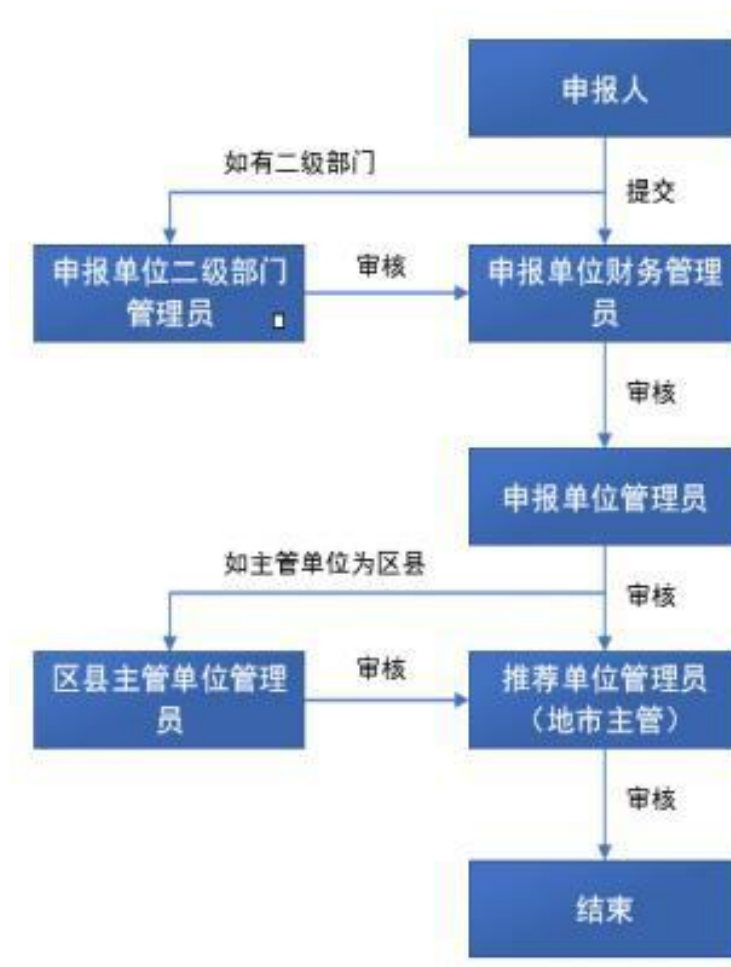 申报人
如有二级部门
提交
申报单位二级部门
管理员
审核
申报单位财务管理
员
审核
申报单位管理员
如主管单位为区县
审核
区县主管单位管理
员
审核
推荐单位管理员
（地市主管）
审核
结束